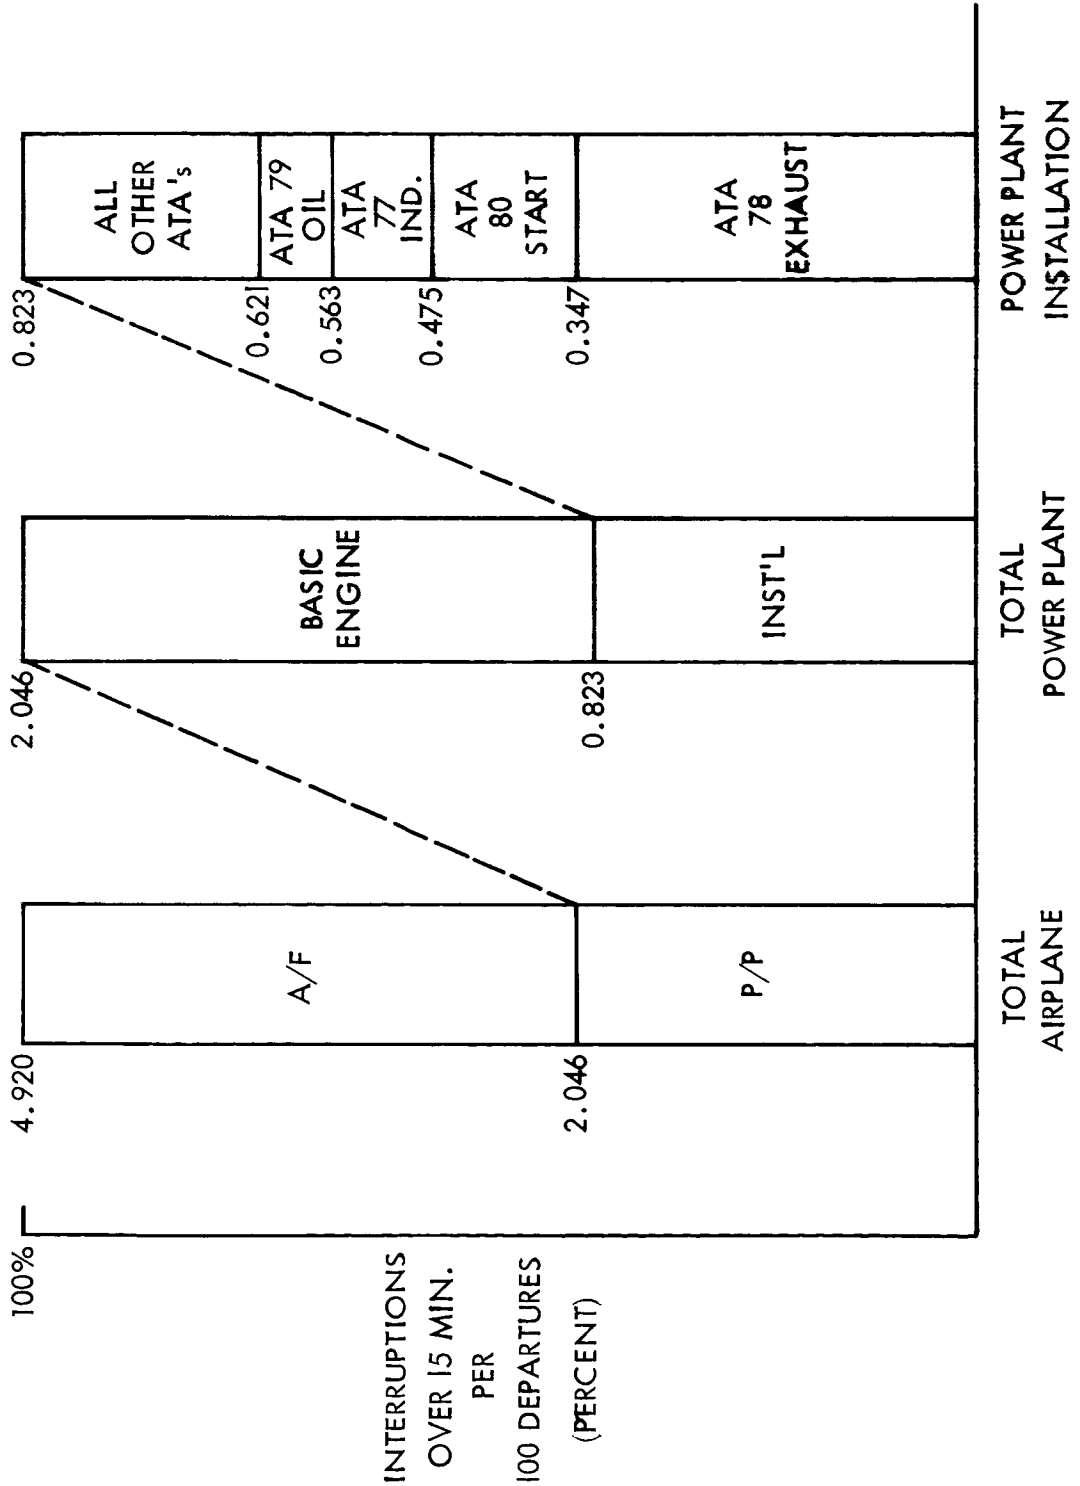 100%
INTERRUPTIONS
OVER 15 MIN.
PER
100 DEPARTURES
(PERCENT)
4.920
A/F
2.046
P/P
TOTAL
AIRPLANE
2.046
BASIC
ENGINE
0.823
INST'L
TOTAL
POWER PLANT
0.823
ALL
OTHER
ATA's
0.621
ATA 79
OIL
0.563
ATA
77
IND.
0.475
ATA
80
START
0.347
ATA
78
EXHAUST
POWER PLANT
INSTALLATION